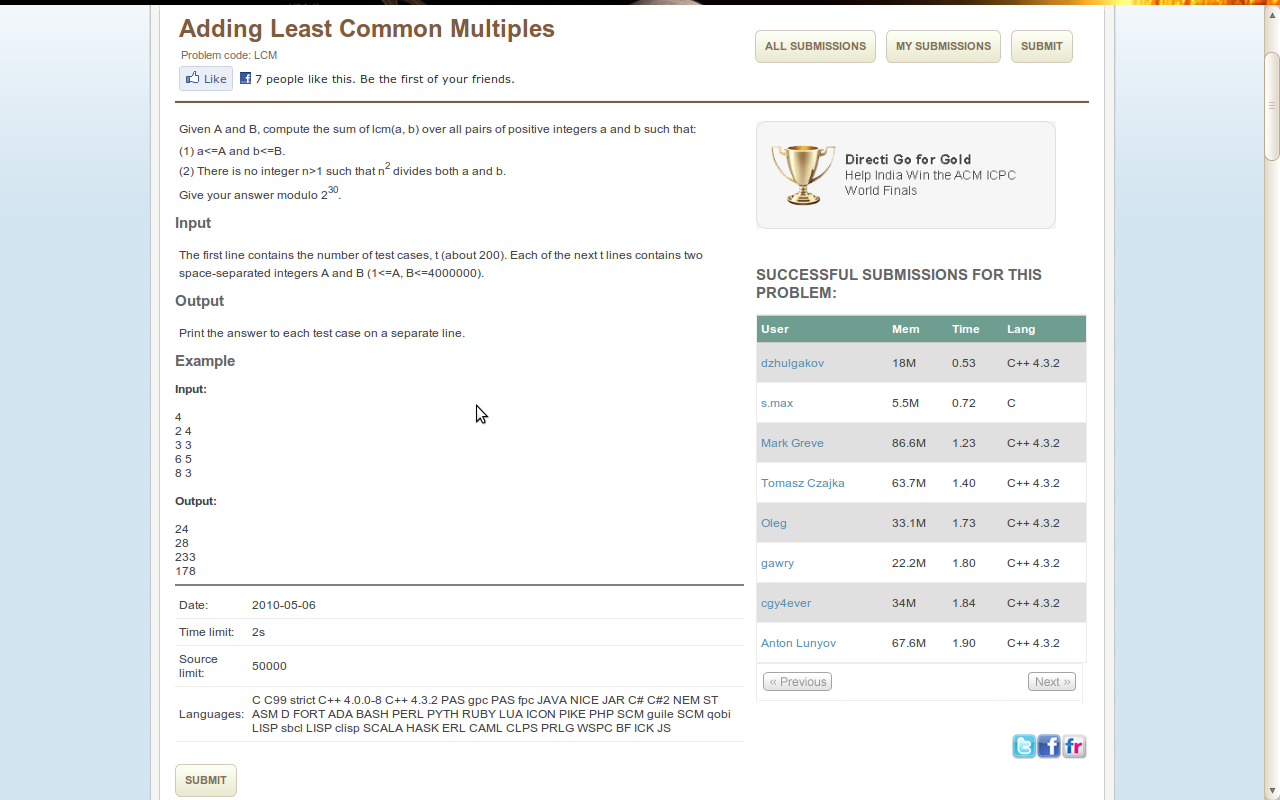 Adding Least Common Multiples
Problem code: LCM
ALL SUBMISSIONS
MY SUBMISSIONS
SUBMIT
Like
7 people like this. Be the first of your friends.
Given A and B, compute the sum of lcm(a, b) over all pairs of positive integers a and b such that:
(1) a<=A and b<=B.
(2) There is no integer n>1 such that n² divides both a and b.
Give your answer modulo 2³⁰.
Input
The first line contains the number of test cases, t (about 200). Each of the next t lines contains two
space-separated integers A and B (1<=A, B<=4000000).
Output
Print the answer to each test case on a separate line.
Example
Input:
4
2 4
3 3
6 5
8 3
Output:
24
28
233
178
Date: 2010-05-06
Time limit: 2s
Source
limit: 50000
Languages: C C99 strict C++ 4.0.0-8 C++ 4.3.2 PAS gpc PAS fpc JAVA NICE JAR C# C#2 NEM ST
ASM D FORT ADA BASH PERL PYTH RUBY LUA ICON PIKE PHP SCM guile SCM qobi
LISP sbcl LISP clisp SCALA HASK ERL CAML CLPS PRLG WSPC BF ICK JS
SUBMIT
Directi Go for Gold
Help India Win the ACM ICPC
World Finals
SUCCESSFUL SUBMISSIONS FOR THIS
PROBLEM:
User Mem Time Lang
dzhulgakov 18M 0.53 C++ 4.3.2
s.max 5.5M 0.72 C
Mark Greve 86.6M 1.23 C++ 4.3.2
Tomasz Czajka 63.7M 1.40 C++ 4.3.2
Oleg 33.1M 1.73 C++ 4.3.2
gawry 22.2M 1.80 C++ 4.3.2
cgy4ever 34M 1.84 C++ 4.3.2
Anton Lunyov 67.6M 1.90 C++ 4.3.2
‹‹ Previous
Next ››
t f fr